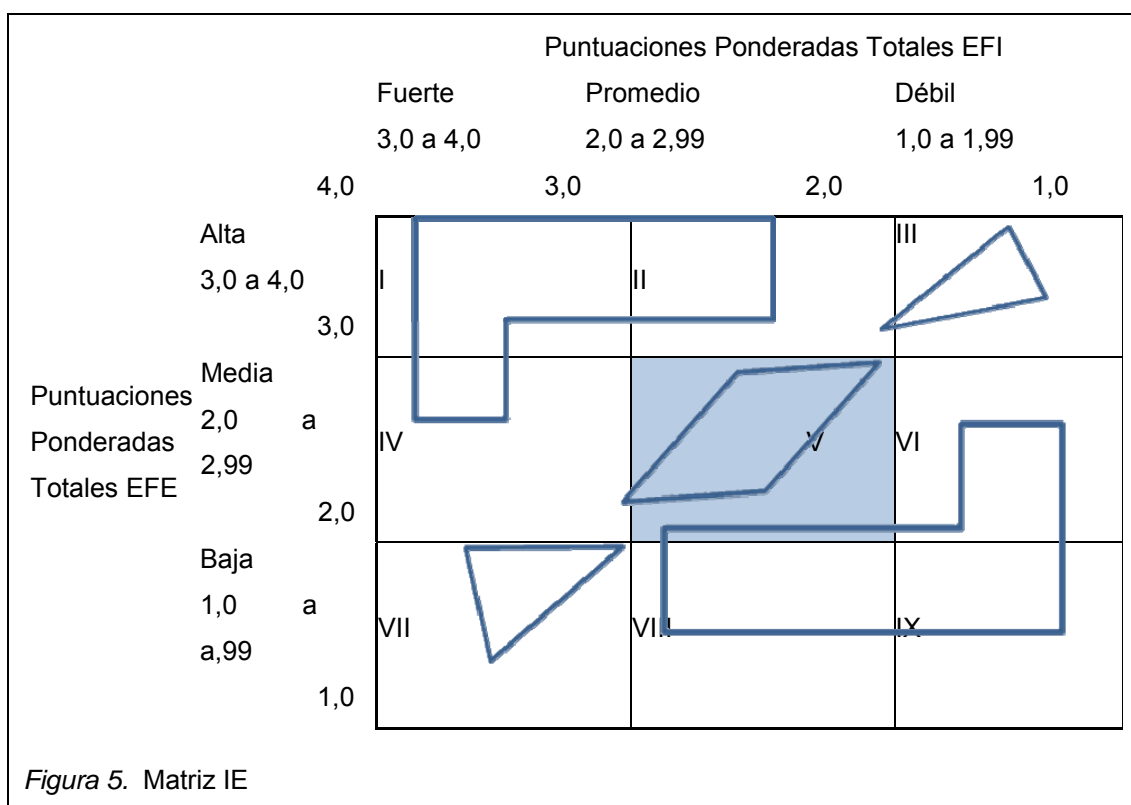 Puntuaciones Ponderadas Totales EFI
Fuerte Promedio Débil
3,0 a 4,0 2,0 a 2,99 1,0 a 1,99
4,0 3,0 2,0 1,0
Alta
3,0 a 4,0
I II III
3,0
Puntuaciones
Ponderadas
Totales EFE
Media
2,0 a
2,99
IV V VI
2,0
Baja
1,0 a
a,99
VII VIII IX
1,0
Figura 5. Matriz IE